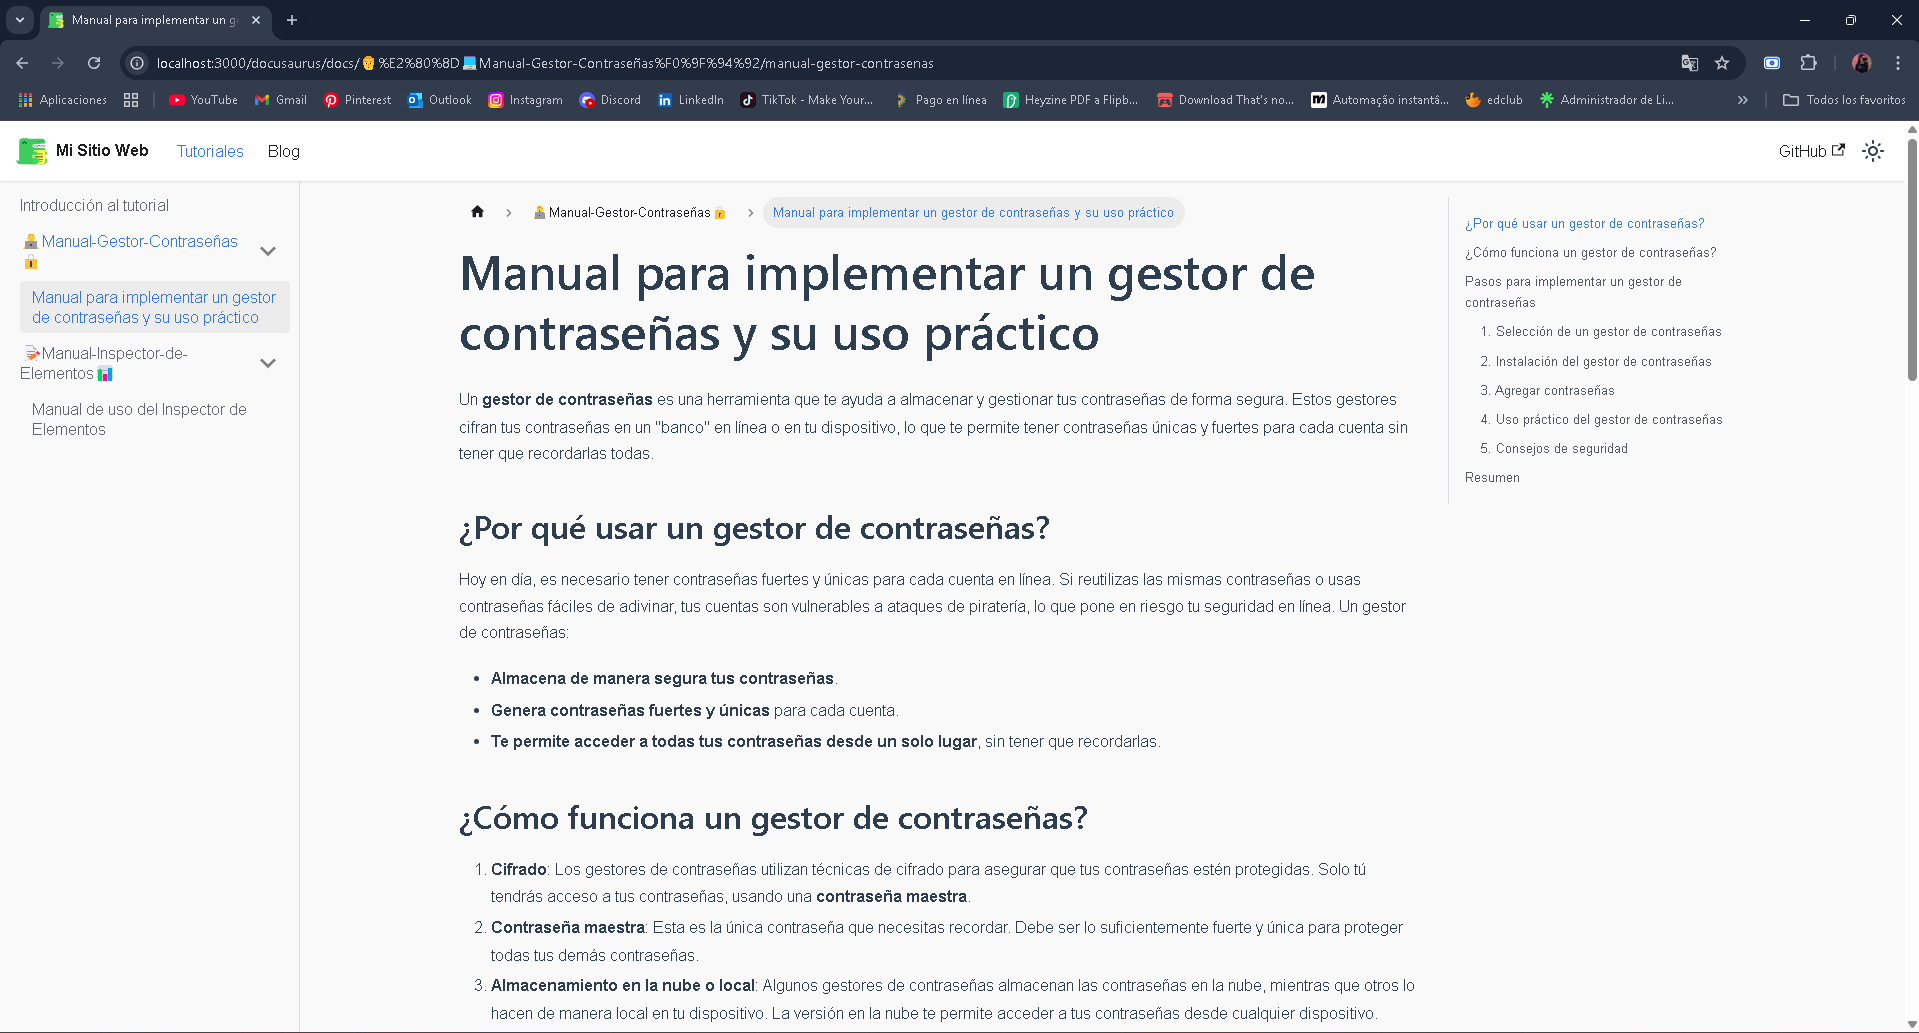 Manual para implementar un g
localhost:3000/docusaurus/docs/👨%E2%80%8D💻Manual-Gestor-Contraseñas%F0%9F%94%92/manual-gestor-contrasenas
Aplicaciones YouTube Gmail Pinterest Outlook Instagram Discord LinkedIn TikTok - Make Your... Pago en línea Heyzine PDF a Flipb... Download That's no... Automação instantâ... edclub Administrador de Li... » Todos los favoritos
Mi Sitio Web Tutoriales Blog GitHub
Introducción al tutorial
Manual-Gestor-Contraseñas
Manual para implementar un gestor
de contraseñas y su uso práctico
Manual-Inspector-de-
Elementos
Manual de uso del Inspector de
Elementos
Manual-Gestor-Contraseñas > Manual para implementar un gestor de contraseñas y su uso práctico
Manual para implementar un gestor de
contraseñas y su uso práctico
Un gestor de contraseñas es una herramienta que te ayuda a almacenar y gestionar tus contraseñas de forma segura. Estos gestores
cifran tus contraseñas en un "banco" en línea o en tu dispositivo, lo que te permite tener contraseñas únicas y fuertes para cada cuenta sin
tener que recordarlas todas.
¿Por qué usar un gestor de contraseñas?
Hoy en día, es necesario tener contraseñas fuertes y únicas para cada cuenta en línea. Si reutilizas las mismas contraseñas o usas
contraseñas fáciles de adivinar, tus cuentas son vulnerables a ataques de piratería, lo que pone en riesgo tu seguridad en línea. Un gestor
de contraseñas:
• Almacena de manera segura tus contraseñas.
• Genera contraseñas fuertes y únicas para cada cuenta.
• Te permite acceder a todas tus contraseñas desde un solo lugar, sin tener que recordarlas.
¿Cómo funciona un gestor de contraseñas?
1. Cifrado: Los gestores de contraseñas utilizan técnicas de cifrado para asegurar que tus contraseñas estén protegidas. Solo tú
tendrás acceso a tus contraseñas, usando una contraseña maestra.
2. Contraseña maestra: Esta es la única contraseña que necesitas recordar. Debe ser lo suficientemente fuerte y única para proteger
todas tus demás contraseñas.
3. Almacenamiento en la nube o local: Algunos gestores de contraseñas almacenan las contraseñas en la nube, mientras que otros lo
hacen de manera local en tu dispositivo. La versión en la nube te permite acceder a tus contraseñas desde cualquier dispositivo.
¿Por qué usar un gestor de contraseñas?
¿Cómo funciona un gestor de contraseñas?
Pasos para implementar un gestor de
contraseñas
1. Selección de un gestor de contraseñas
2. Instalación del gestor de contraseñas
3. Agregar contraseñas
4. Uso práctico del gestor de contraseñas
5. Consejos de seguridad
Resumen